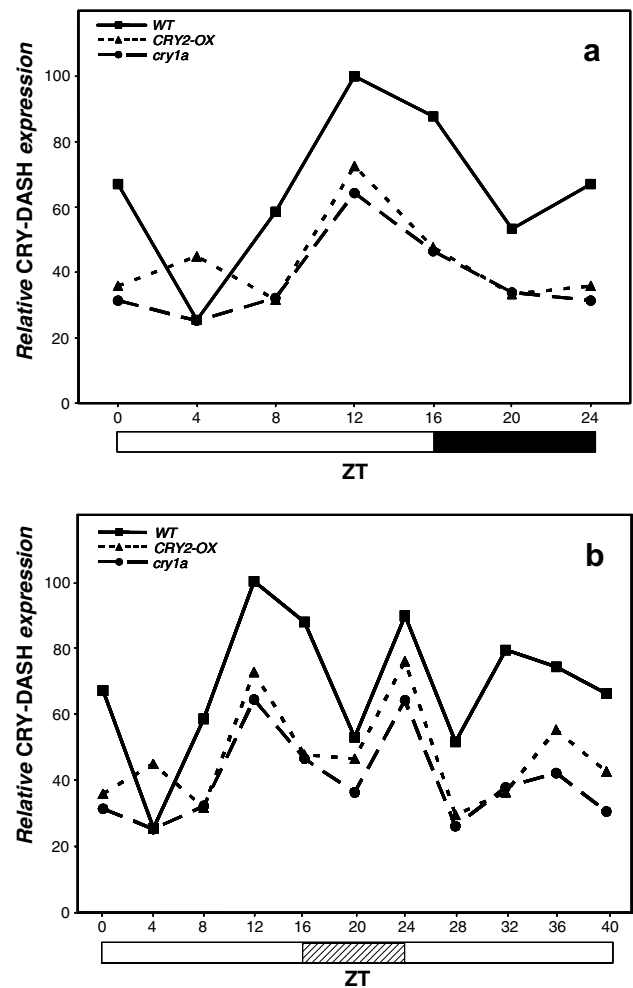 WT
CRY2-OX
cry1a
a
Relative CRY-DASH expression
100
80
60
40
20
0
0 4 8 12 16 20 24
ZT
WT
CRY2-OX
cry1a
b
Relative CRY-DASH expression
100
80
60
40
20
0
0 4 8 12 16 20 24 28 32 36 40
ZT